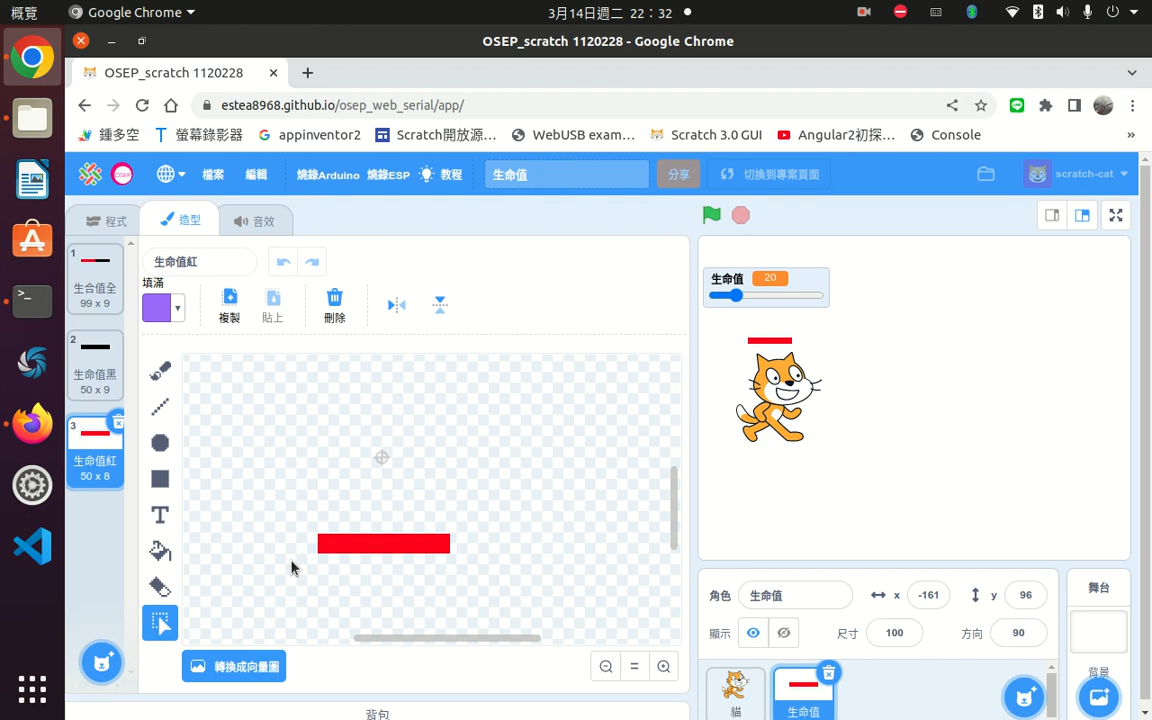 概覽
Google Chrome
3月14日週二 22：32
OSEP_scratch 1120228 - Google Chrome
OSEP_scratch 1120228
estea8968.github.io/osep_web_serial/app/
鍾多空
螢幕錄影器
appinventor2
Scratch開放源…
WebUSB exam…
Scratch 3.0 GUI
Angular2初探…
Console
»
OSEP
檔案
編輯
燒錄Arduino
燒錄ESP
教程
生命值
分享
切換到專案頁面
scratch-cat
程式
造型
音效
1
生合值全
99 x 9
2
生命值黑
50 x 9
3
生命值紅
50 x 8
生命值紅
填滿
複製
貼上
刪除
T
轉換成向量圖
背包
生命值 20
角色 生命值
x -161
y 96
顯示
尺寸 100
方向 90
貓
生命值
舞台
背景